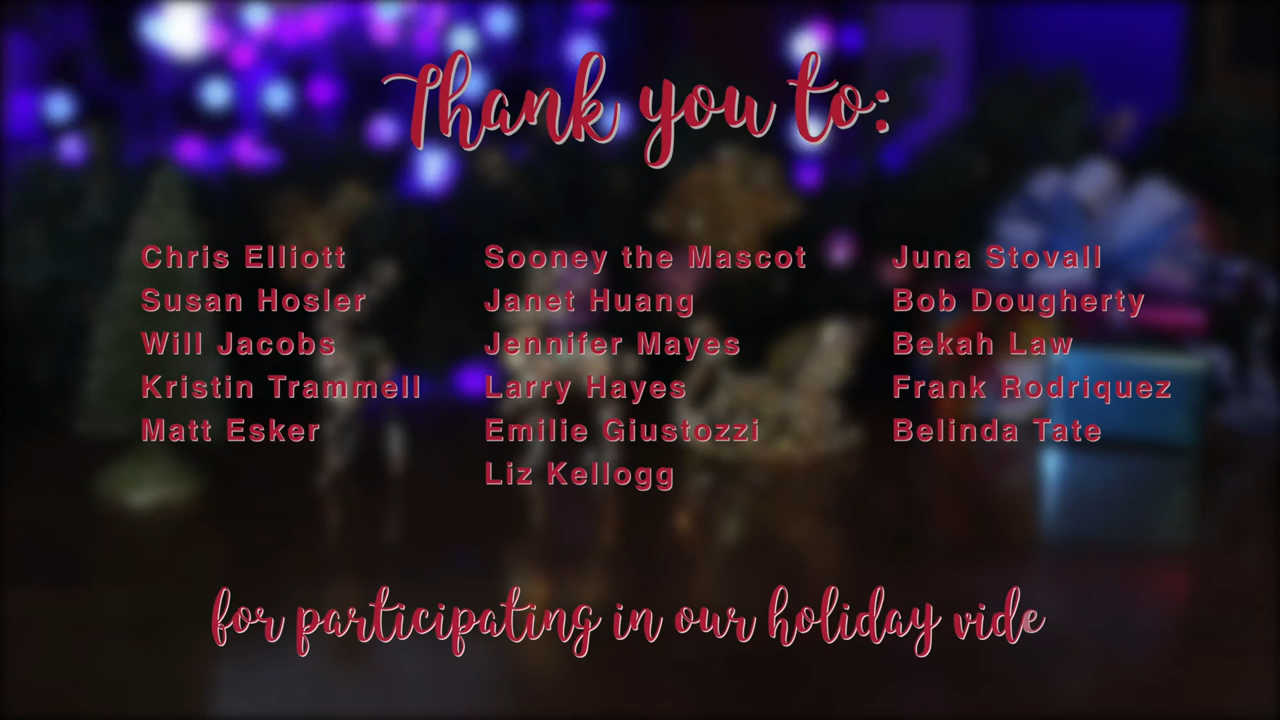 Thank you to:
Chris Elliott
Susan Hosler
Will Jacobs
Kristin Trammell
Matt Esker
Sooney the Mascot
Janet Huang
Jennifer Mayes
Larry Hayes
Emilie Giustozzi
Liz Kellogg
Juna Stovall
Bob Dougherty
Bekah Law
Frank Rodriquez
Belinda Tate
for participating in our holiday vide